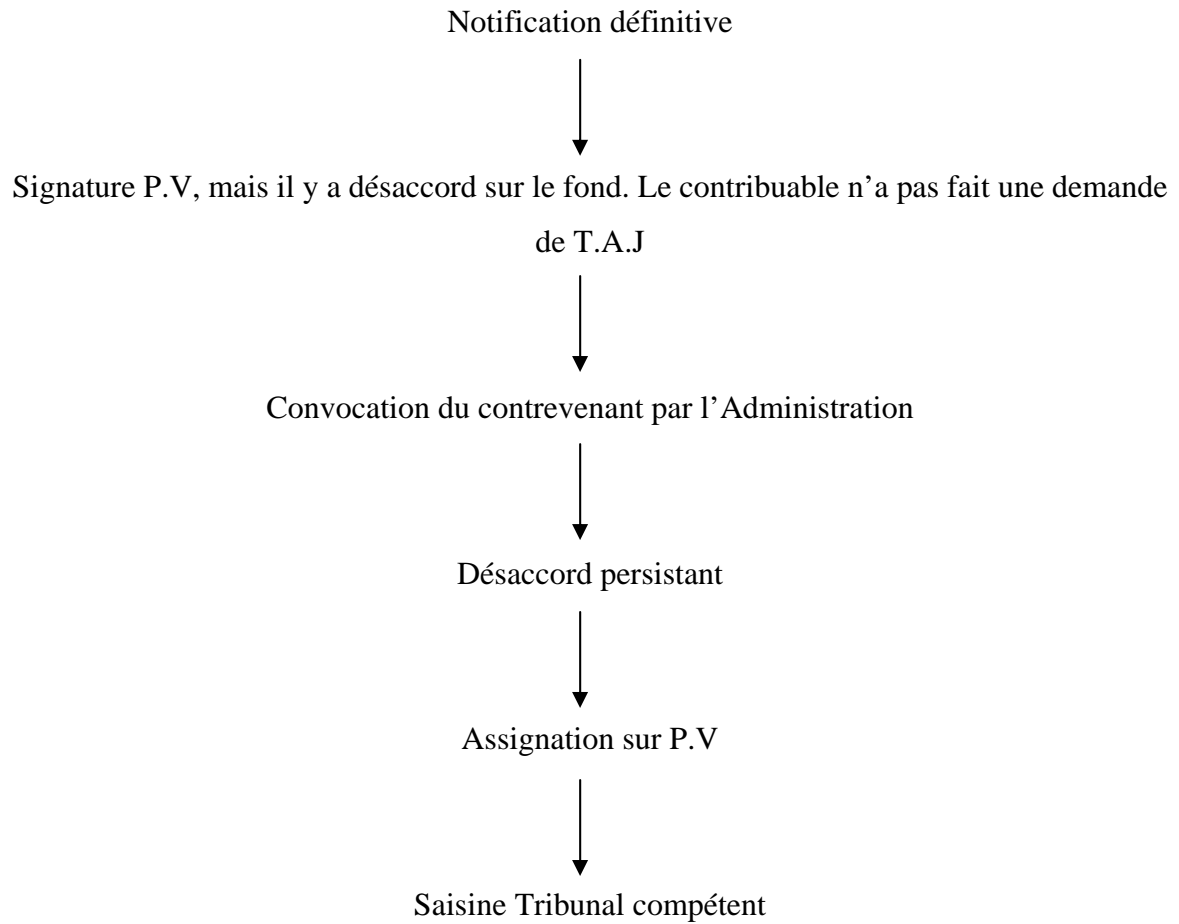 Notification définitive
Signature P.V, mais il y a désaccord sur le fond. Le contribuable n’a pas fait une demande
de T.A.J
Convocation du contrevenant par l’Administration
Désaccord persistant
Assignation sur P.V
Saisine Tribunal compétent